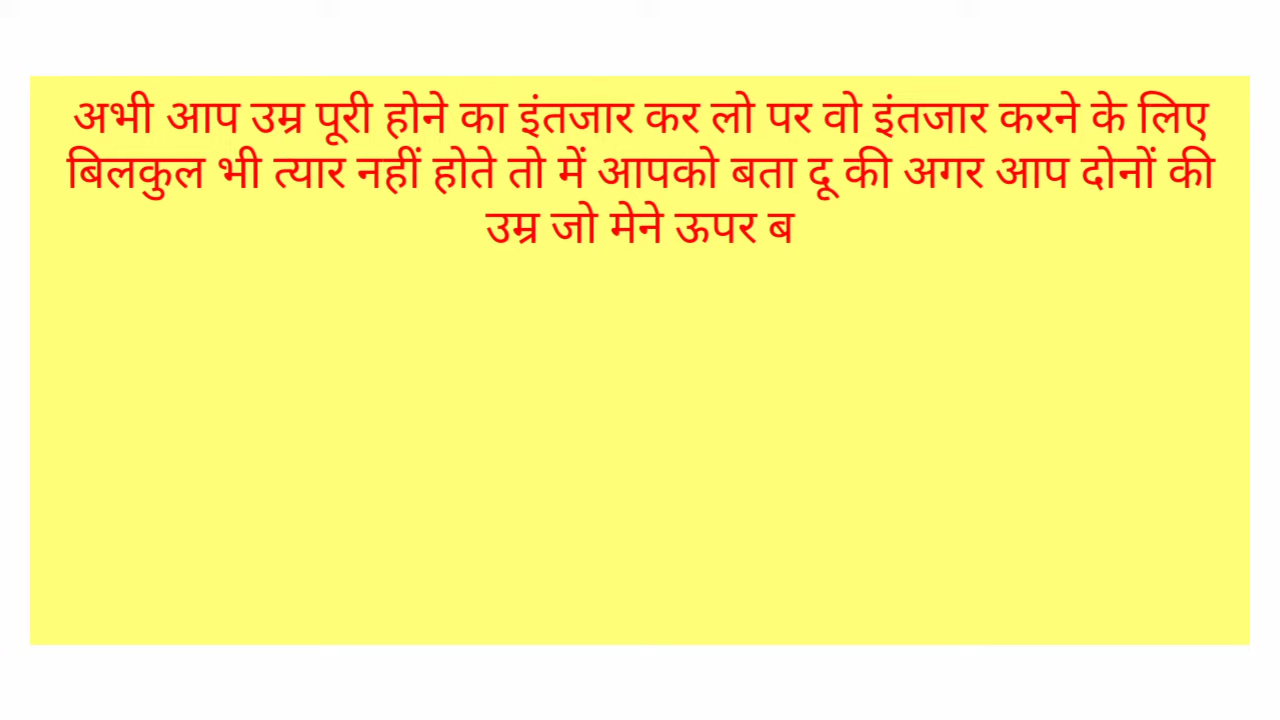 अभी आप उम्र पूरी होने का इंतजार कर लो पर वो इंतजार करने के लिए
बिलकुल भी त्यार नहीं होते तो में आपको बता दू की अगर आप दोनों की
उम्र जो मेने ऊपर ब